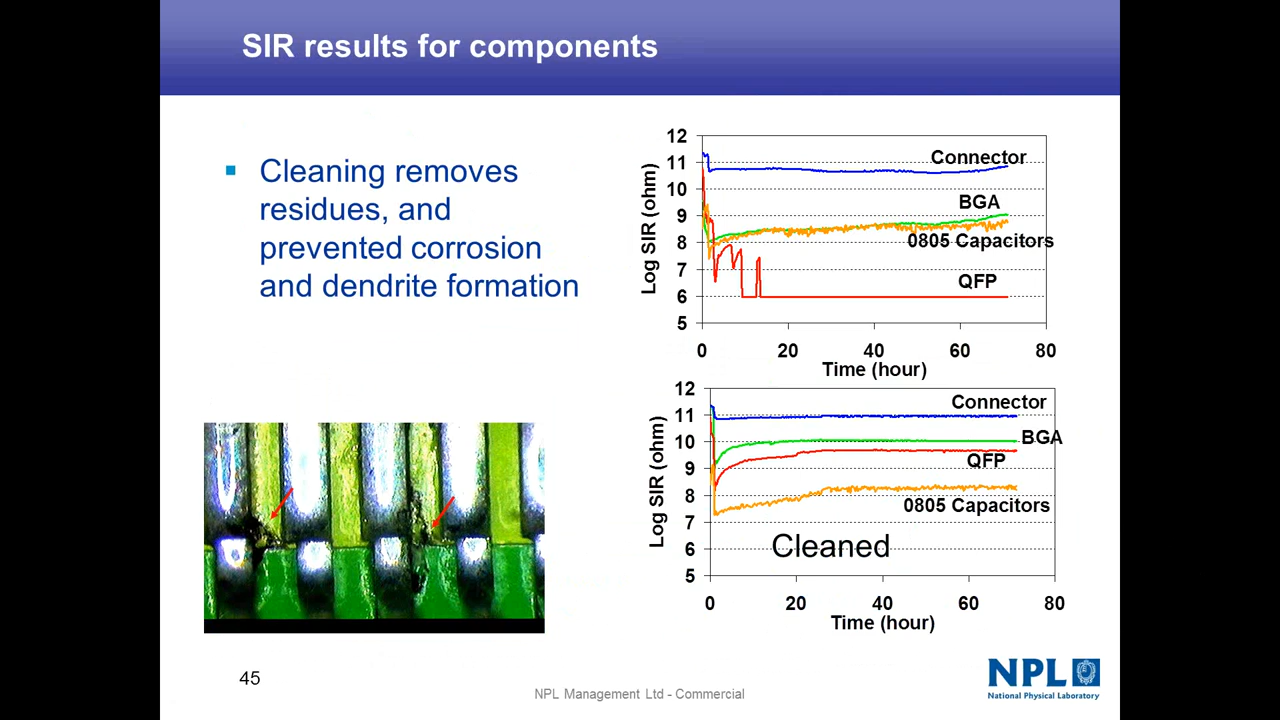 SIR results for components
Cleaning removes
residues, and
prevented corrosion
and dendrite formation
12
11
10
9
8
7
6
5
Log SIR (ohm)
Connector
BGA
0805 Capacitors
QFP
0
20
40
60
80
Time (hour)
12
11
10
9
8
7
6
5
Log SIR (ohm)
Connector
BGA
QFP
0805 Capacitors
Cleaned
0
20
40
60
80
Time (hour)
45
NPL Management Ltd - Commercial
NPL
National Physical Laboratory